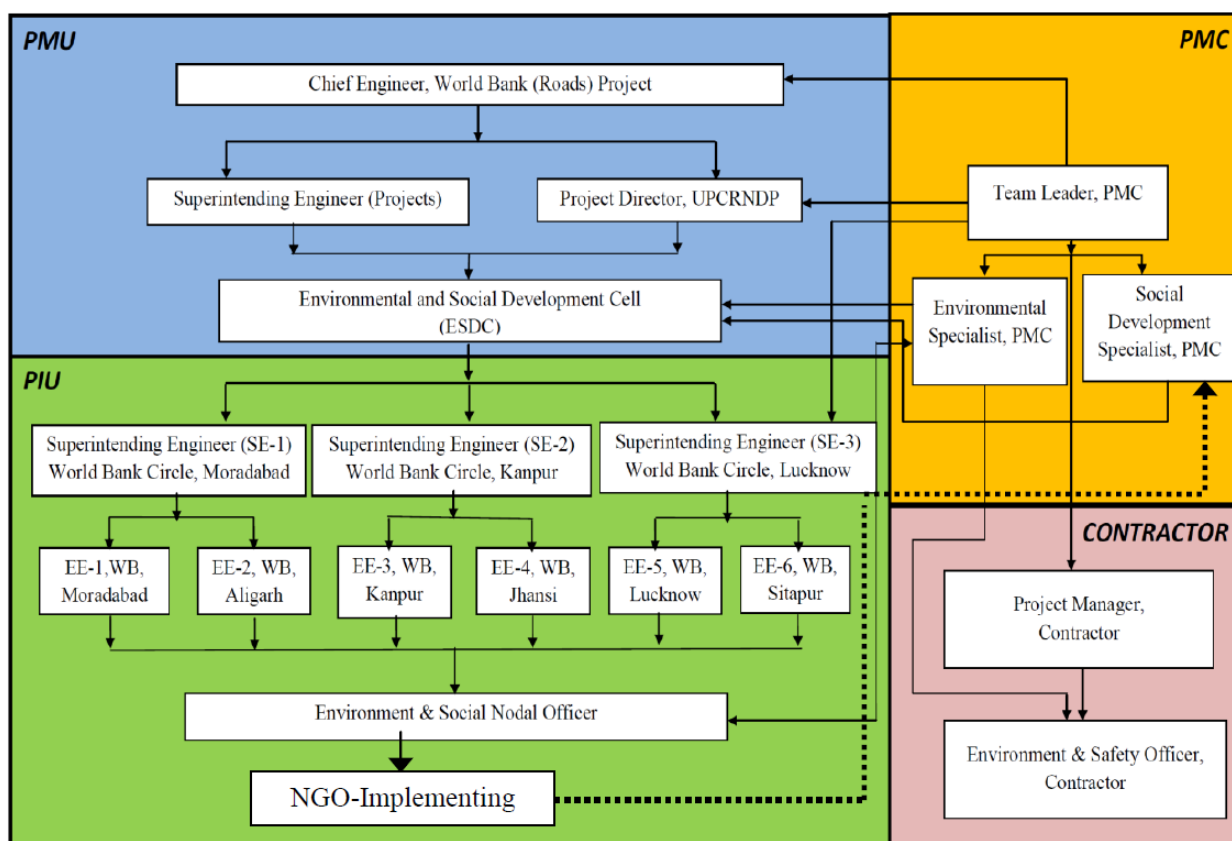 PMU
PMC
Chief Engineer, World Bank (Roads) Project
Superintending Engineer (Projects)
Project Director, UPCRNDP
Team Leader, PMC
Environmental and Social Development Cell
(ESDC)
Environmental
Specialist, PMC
Social
Development
Specialist, PMC
PIU
Superintending Engineer (SE-1)
World Bank Circle, Moradabad
Superintending Engineer (SE-2)
World Bank Circle, Kanpur
Superintending Engineer (SE-3)
World Bank Circle, Lucknow
CONTRACTOR
EE-1,WB,
Moradabad
EE-2, WB,
Aligarh
EE-3, WB,
Kanpur
EE-4, WB,
Jhansi
EE-5, WB,
Lucknow
EE-6, WB,
Sitapur
Project Manager,
Contractor
Environment & Social Nodal Officer
Environment & Safety Officer,
Contractor
NGO-Implementing